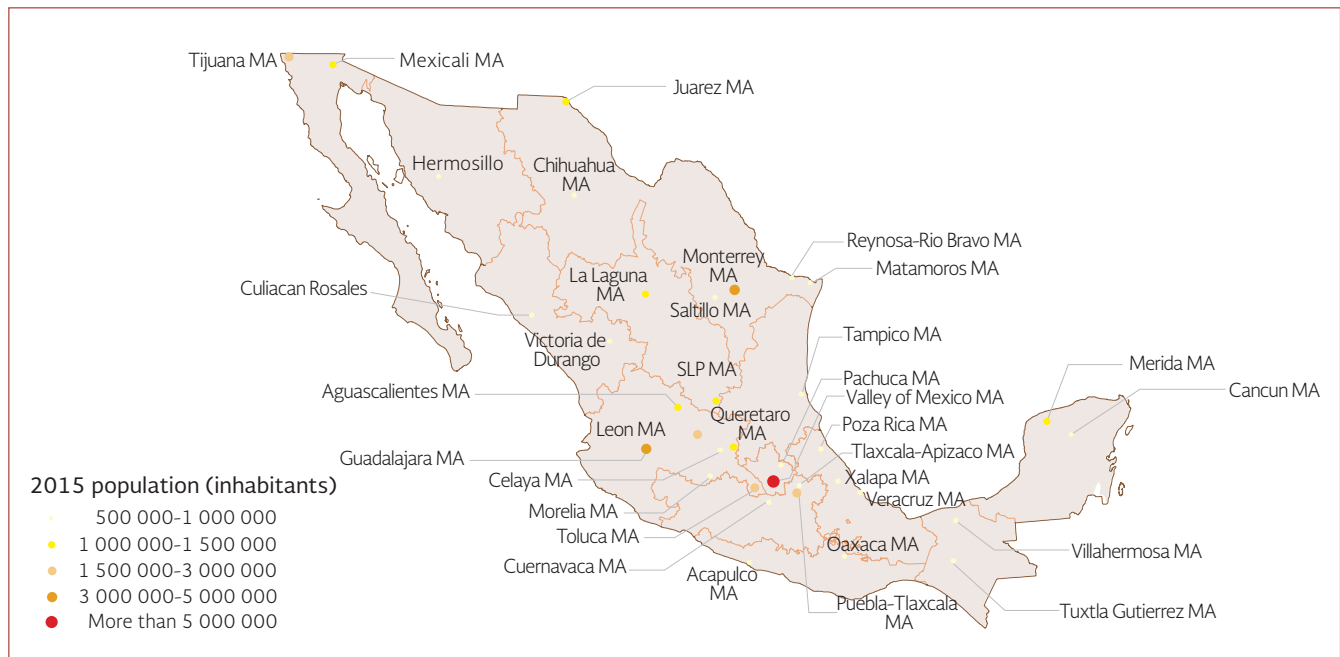 Tijuana MA
Mexicali MA
Juarez MA
Hermosillo
Chihuahua
MA
Reynosa-Rio Bravo MA
Monterrey
MA
Matamoros MA
La Laguna
MA
Culiacan Rosales
Saltillo MA
Victoria de
Durango
Tampico MA
SLP MA
Merida MA
Pachuca MA
Cancun MA
Aguascalientes MA
Valley of Mexico MA
Queretaro
MA
Leon MA
Poza Rica MA
Tlaxcala-Apizaco MA
Guadalajara MA
Celaya MA
Xalapa MA
Veracruz MA
Morelia MA
Toluca MA
Oaxaca MA
Villahermosa MA
Cuernavaca MA
Acapulco
MA
Puebla-Tlaxcala
MA
Tuxtla Gutierrez MA
2015 population (inhabitants)
500 000-1 000 000
1 000 000-1 500 000
1 500 000-3 000 000
3 000 000-5 000 000
More than 5 000 000